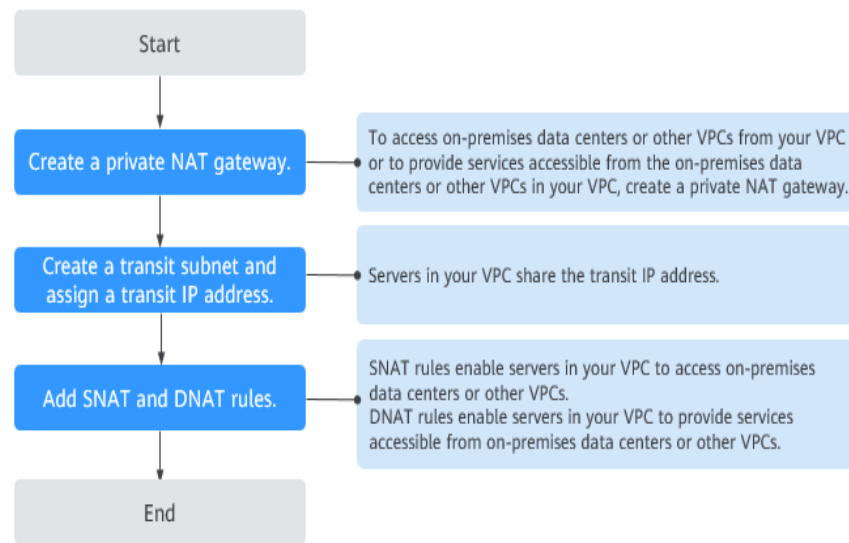 Start
Create a private NAT gateway.
To access on-premises data centers or other VPCs from your VPC
or to provide services accessible from the on-premises data
centers or other VPCs in your VPC, create a private NAT gateway.
Create a transit subnet and
assign a transit IP address.
Servers in your VPC share the transit IP address.
Add SNAT and DNAT rules.
SNAT rules enable servers in your VPC to access on-premises
data centers or other VPCs.
DNAT rules enable servers in your VPC to provide services
accessible from on-premises data centers or other VPCs.
End